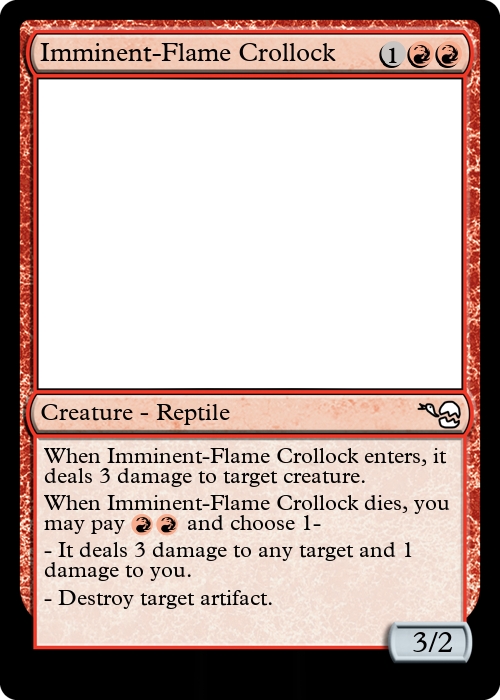 Imminent-Flame Crollock 1
Creature - Reptile
When Imminent-Flame Crollock enters, it
deals 3 damage to target creature.
When Imminent-Flame Crollock dies, you
may pay and choose 1-
- It deals 3 damage to any target and 1
damage to you.
- Destroy target artifact.
3/2